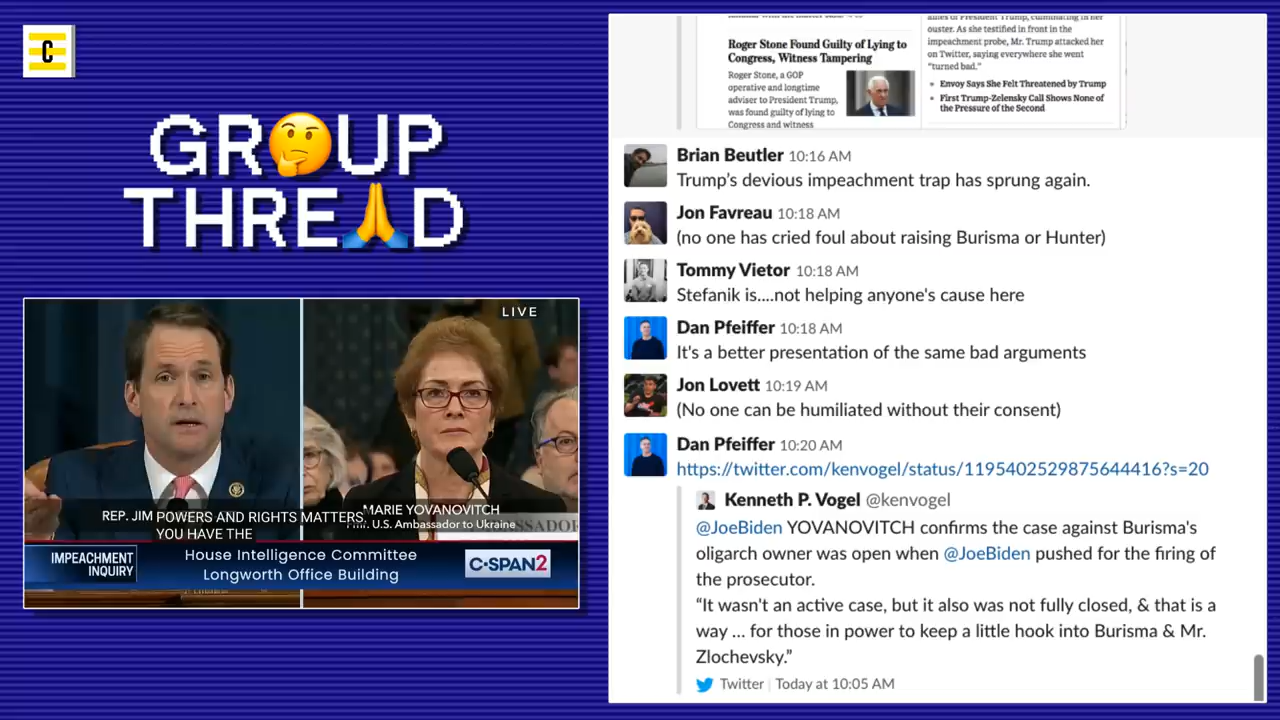 C
GR🤔UP
THRE🙏D
LIVE
REP. JIM
POWERS AND RIGHTS MATTERS.
YOU HAVE THE
MARIE YOVANOVITCH
U.S. Ambassador to Ukraine
IMPEACHMENT
INQUIRY
House Intelligence Committee
Longworth Office Building
C-SPAN2
Roger Stone Found Guilty of Lying to
Congress, Witness Tampering
Roger Stone, a GOP
operative and longtime
adviser to President Trump,
was found guilty of lying to
Congress and witness
allies of President Trump, culminating in her
ouster. As she testified in front in the
impeachment probe, Mr. Trump attacked her
on Twitter, saying everywhere she went
“turned bad.”
• Envoy Says She Felt Threatened by Trump
• First Trump-Zelensky Call Shows None of
the Pressure of the Second
Brian Beutler 10:16 AM
Trump’s devious impeachment trap has sprung again.
Jon Favreau 10:18 AM
(no one has cried foul about raising Burisma or Hunter)
Tommy Vietor 10:18 AM
Stefanik is....not helping anyone's cause here
Dan Pfeiffer 10:18 AM
It's a better presentation of the same bad arguments
Jon Lovett 10:19 AM
(No one can be humiliated without their consent)
Dan Pfeiffer 10:20 AM
https://twitter.com/kenvogel/status/1195402529875644416?s=20
Kenneth P. Vogel @kenvogel
@JoeBiden YOVANOVITCH confirms the case against Burisma's
oligarch owner was open when @JoeBiden pushed for the firing of
the prosecutor.
“It wasn't an active case, but it also was not fully closed, & that is a
way ... for those in power to keep a little hook into Burisma & Mr.
Zlochevsky.”
Twitter | Today at 10:05 AM